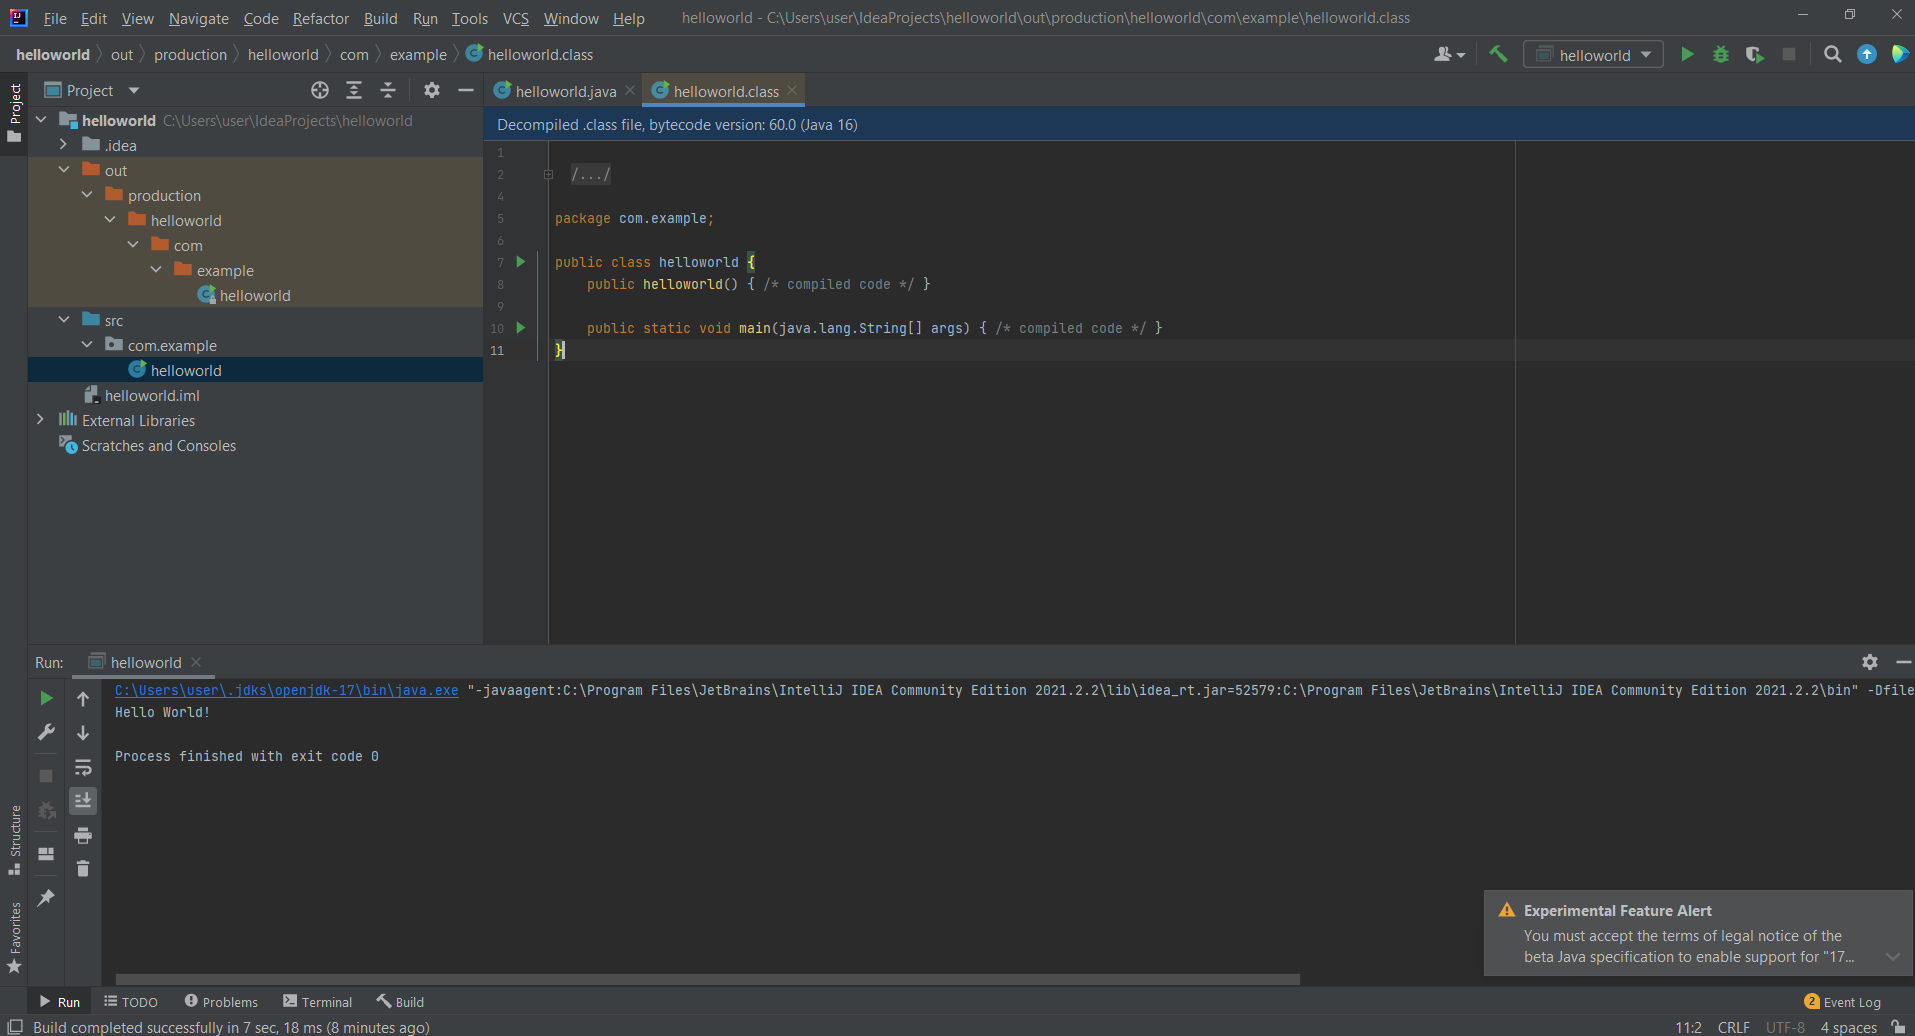 File Edit View Navigate Code Refactor Build Run Tools VCS Window Help helloworld - C:\Users\user\IdeaProjects\helloworld\out\production\helloworld\com\example\helloworld.class
helloworld out production helloworld com example helloworld.class
helloworld
Project
Project
helloworld.java
helloworld.class
helloworld C:\Users\user\IdeaProjects\helloworld
.idea
out
production
helloworld
com
example
helloworld
src
com.example
helloworld
helloworld.iml
External Libraries
Scratches and Consoles
Decompiled .class file, bytecode version: 60.0 (Java 16)
1
2 /.../
4
5 package com.example;
6
7 public class helloworld {
8 public helloworld() { /* compiled code */ }
9
10 public static void main(java.lang.String[] args) { /* compiled code */ }
11 }
Run: helloworld
C:\Users\user\.jdks\openjdk-17\bin\java.exe "-javaagent:C:\Program Files\JetBrains\IntelliJ IDEA Community Edition 2021.2.2\lib\idea_rt.jar=52579:C:\Program Files\JetBrains\IntelliJ IDEA Community Edition 2021.2.2\bin" -Dfile
Hello World!
Process finished with exit code 0
Structure
Favorites
Experimental Feature Alert
You must accept the terms of legal notice of the
beta Java specification to enable support for "17...
Run TODO Problems Terminal Build
2 Event Log
Build completed successfully in 7 sec, 18 ms (8 minutes ago)
11:2 CRLF UTF-8 4 spaces